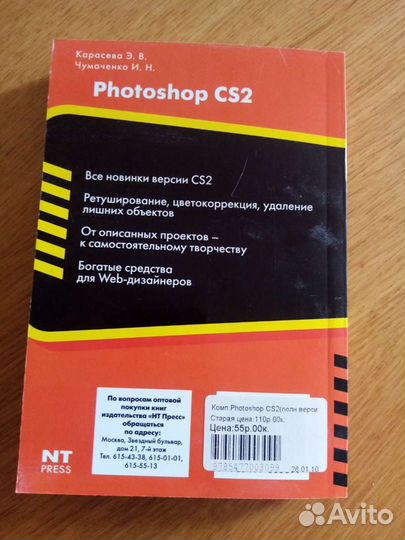 Карасева Э. В.
Чумаченко И. Н.
Photoshop CS2
Все новинки версии CS2
Ретуширование, цветокоррекция, удаление
лишних объектов
От описанных проектов –
к самостоятельному творчеству
Богатые средства
для Web-дизайнеров
По вопросам оптовой
покупки книг
издательства «НТ Пресс»
обращаться
по адресу:
Москва, Звездный бульвар,
дом 21, 7-й этаж
Тел. 615-43-38, 615-01-01,
615-55-13
NT
PRESS
Комп.Photoshop CS2(полн верси
Старая цена:110р.00к.
Цена:55р.00к.
9785477003099
28.01.10
Avito